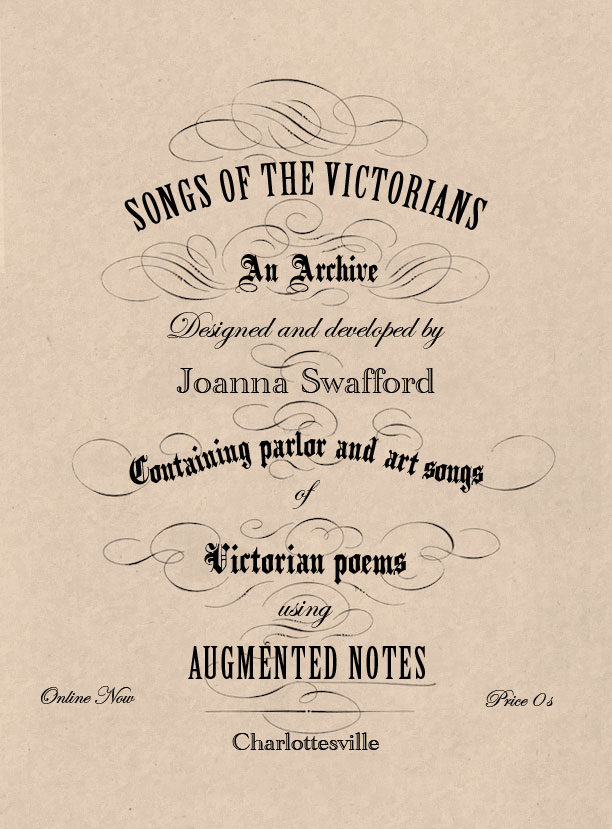 SONGS OF THE VICTORIANS
An Archive
Designed and developed by
Joanna Swafford
Containing parlor and art songs
of
Victorian poems
using
AUGMENTED NOTES
Online Now
Price 0s
Charlottesville